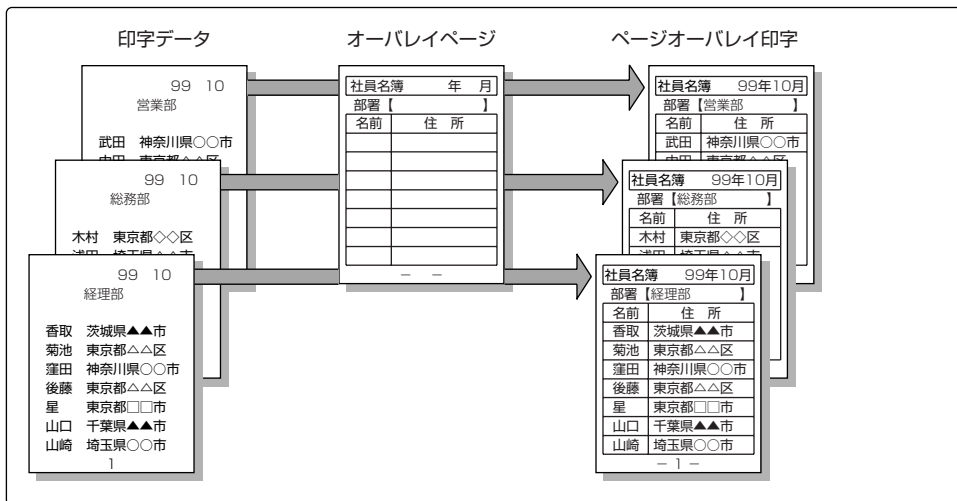 印字データ
オーバレイページ
ページオーバレイ印字
99 10
営業部
武田 神奈川県○○市
99 10
総務部
木村 東京都◇◇区
99 10
経理部
香取 茨城県▲▲市
菊池 東京都△△区
窪田 神奈川県○○市
後藤 東京都△△区
星 東京都□□市
山口 千葉県▲▲市
山崎 埼玉県○○市
1
社員名簿 年 月
部署【 】
名前 住 所
− −
社員名簿 99年10月
部署【営業部 】
名前 住 所
武田 神奈川県○○市
社員名簿 99年10月
部署【総務部 】
名前 住 所
木村 東京都◇◇区
社員名簿 99年10月
部署【経理部 】
名前 住 所
香取 茨城県▲▲市
菊池 東京都△△区
窪田 神奈川県○○市
後藤 東京都△△区
星 東京都□□市
山口 千葉県▲▲市
山崎 埼玉県○○市
− 1 −